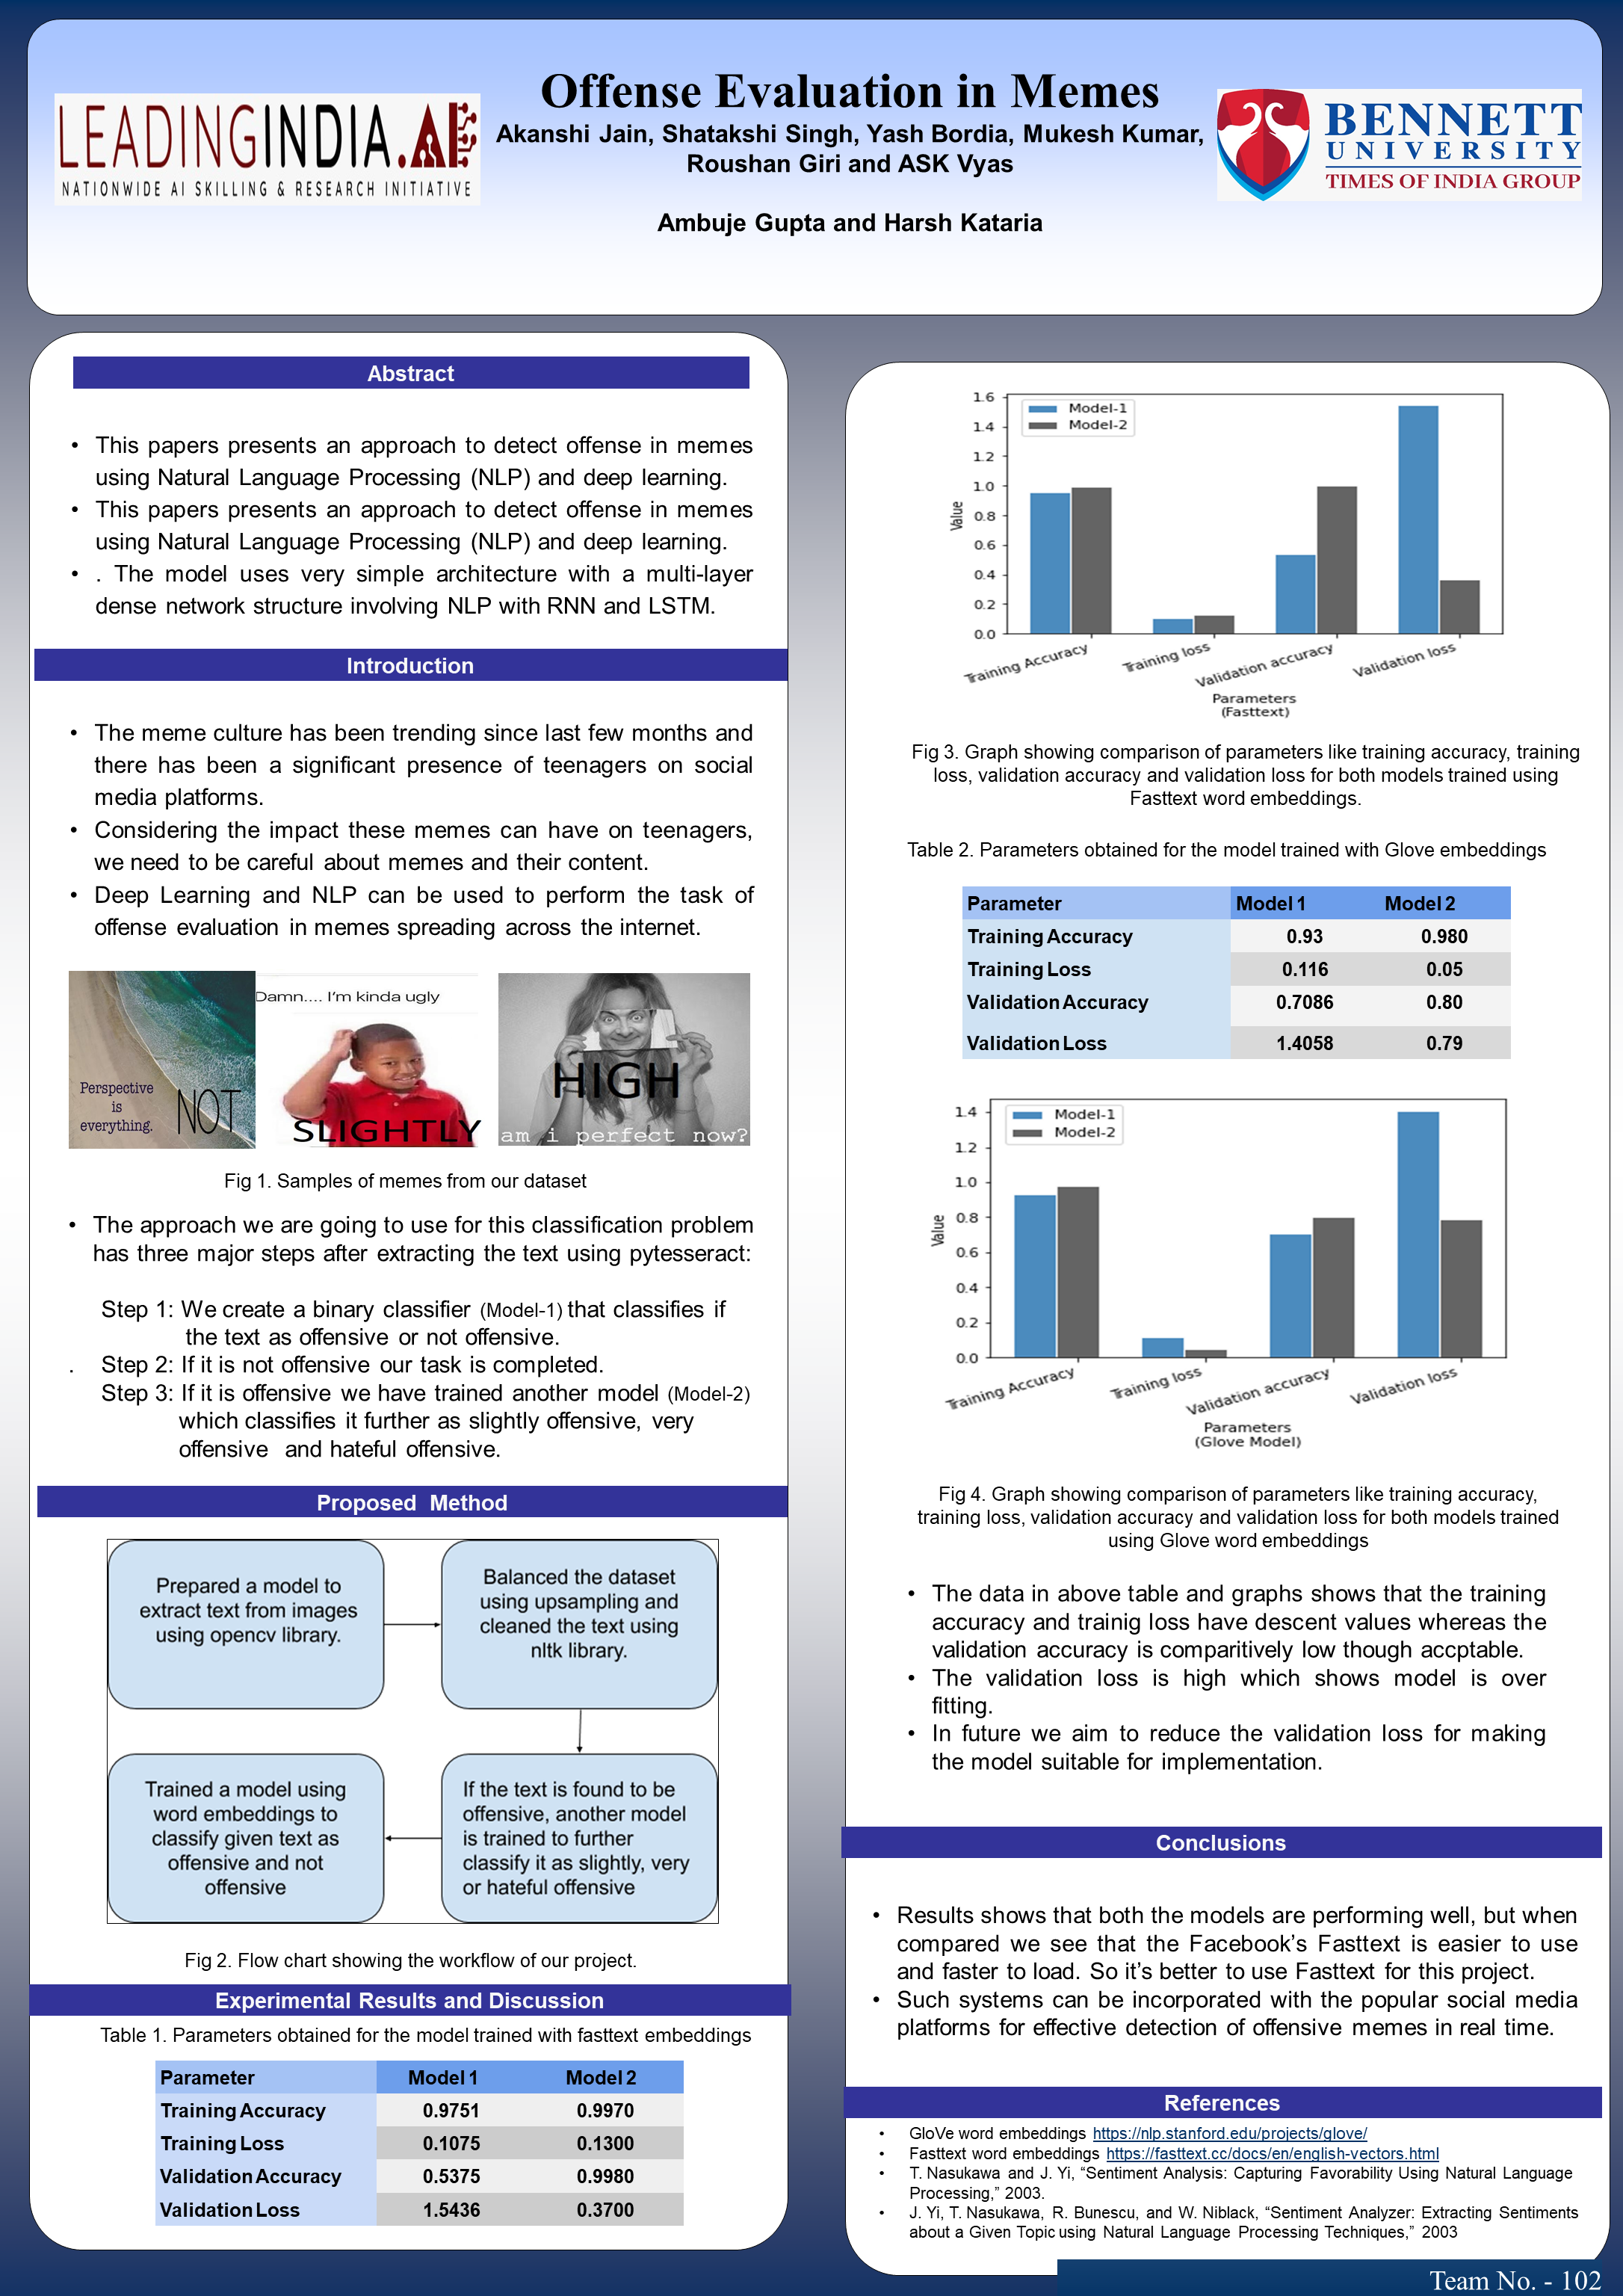 Offense Evaluation in Memes
Akanshi Jain, Shatakshi Singh, Yash Bordia, Mukesh Kumar,
Roushan Giri and ASK Vyas
Ambuje Gupta and Harsh Kataria
LEADINGINDIA.AI
NATIONWIDE AI SKILLING & RESEARCH INITIATIVE
BENNETT
UNIVERSITY
TIMES OF INDIA GROUP
Abstract
• This papers presents an approach to detect offense in memes
using Natural Language Processing (NLP) and deep learning.
• This papers presents an approach to detect offense in memes
using Natural Language Processing (NLP) and deep learning.
• . The model uses very simple architecture with a multi-layer
dense network structure involving NLP with RNN and LSTM.
Introduction
• The meme culture has been trending since last few months and
there has been a significant presence of teenagers on social
media platforms.
• Considering the impact these memes can have on teenagers,
we need to be careful about memes and their content.
• Deep Learning and NLP can be used to perform the task of
offense evaluation in memes spreading across the internet.
Perspective
is
everything.
NOT
Damn.... I'm kinda ugly
SLIGHTLY
HIGH
am i perfect now?
Fig 1. Samples of memes from our dataset
• The approach we are going to use for this classification problem
has three major steps after extracting the text using pytesseract:
Step 1: We create a binary classifier (Model-1) that classifies if
the text as offensive or not offensive.
. Step 2: If it is not offensive our task is completed.
Step 3: If it is offensive we have trained another model (Model-2)
which classifies it further as slightly offensive, very
offensive and hateful offensive.
Proposed Method
Prepared a model to
extract text from images
using opencv library.
Balanced the dataset
using upsampling and
cleaned the text using
nltk library.
Trained a model using
word embeddings to
classify given text as
offensive and not
offensive
If the text is found to be
offensive, another model
is trained to further
classify it as slightly, very
or hateful offensive
Fig 2. Flow chart showing the workflow of our project.
Experimental Results and Discussion
Table 1. Parameters obtained for the model trained with fasttext embeddings
Parameter Model 1 Model 2
Training Accuracy 0.9751 0.9970
Training Loss 0.1075 0.1300
Validation Accuracy 0.5375 0.9980
Validation Loss 1.5436 0.3700
1.6
1.4
1.2
1.0
0.8
0.6
0.4
0.2
0.0
Value
Model-1
Model-2
Training Accuracy
Training loss
Validation accuracy
Validation loss
Parameters
(Fasttext)
Fig 3. Graph showing comparison of parameters like training accuracy, training
loss, validation accuracy and validation loss for both models trained using
Fasttext word embeddings.
Table 2. Parameters obtained for the model trained with Glove embeddings
Parameter Model 1 Model 2
Training Accuracy 0.93 0.980
Training Loss 0.116 0.05
Validation Accuracy 0.7086 0.80
Validation Loss 1.4058 0.79
1.4
1.2
1.0
0.8
0.6
0.4
0.2
0.0
Value
Model-1
Model-2
Training Accuracy
Training loss
Validation accuracy
Validation loss
Parameters
(Glove Model)
Fig 4. Graph showing comparison of parameters like training accuracy,
training loss, validation accuracy and validation loss for both models trained
using Glove word embeddings
• The data in above table and graphs shows that the training
accuracy and trainig loss have descent values whereas the
validation accuracy is comparitively low though accptable.
• The validation loss is high which shows model is over
fitting.
• In future we aim to reduce the validation loss for making
the model suitable for implementation.
Conclusions
• Results shows that both the models are performing well, but when
compared we see that the Facebook’s Fasttext is easier to use
and faster to load. So it’s better to use Fasttext for this project.
• Such systems can be incorporated with the popular social media
platforms for effective detection of offensive memes in real time.
References
• GloVe word embeddings https://nlp.stanford.edu/projects/glove/
• Fasttext word embeddings https://fasttext.cc/docs/en/english-vectors.html
• T. Nasukawa and J. Yi, “Sentiment Analysis: Capturing Favorability Using Natural Language
Processing,” 2003.
• J. Yi, T. Nasukawa, R. Bunescu, and W. Niblack, “Sentiment Analyzer: Extracting Sentiments
about a Given Topic using Natural Language Processing Techniques,” 2003
Team No. - 102